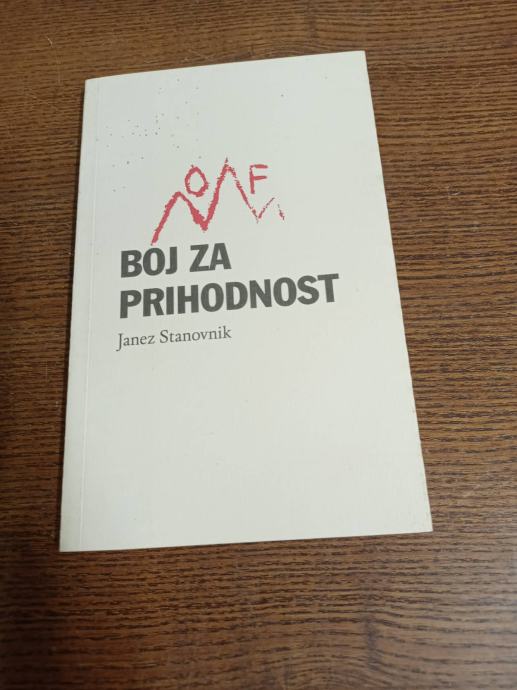 OF
BOJ ZA
PRIHODNOST
Janez Stanovnik